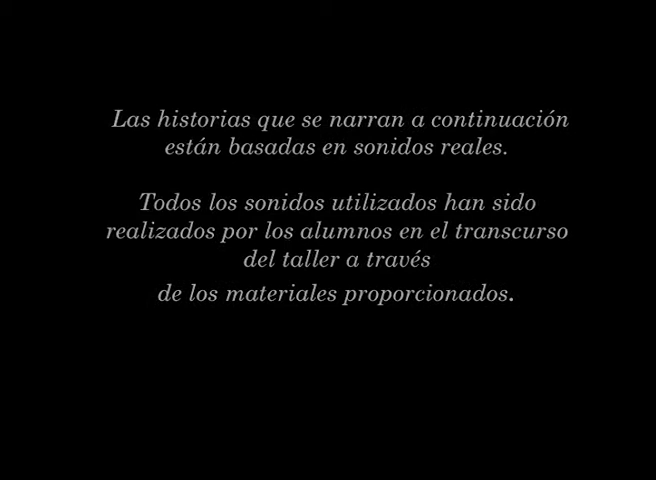 Las historias que se narran a continuación
están basadas en sonidos reales.
Todos los sonidos utilizados han sido
realizados por los alumnos en el transcurso
del taller a través
de los materiales proporcionados.